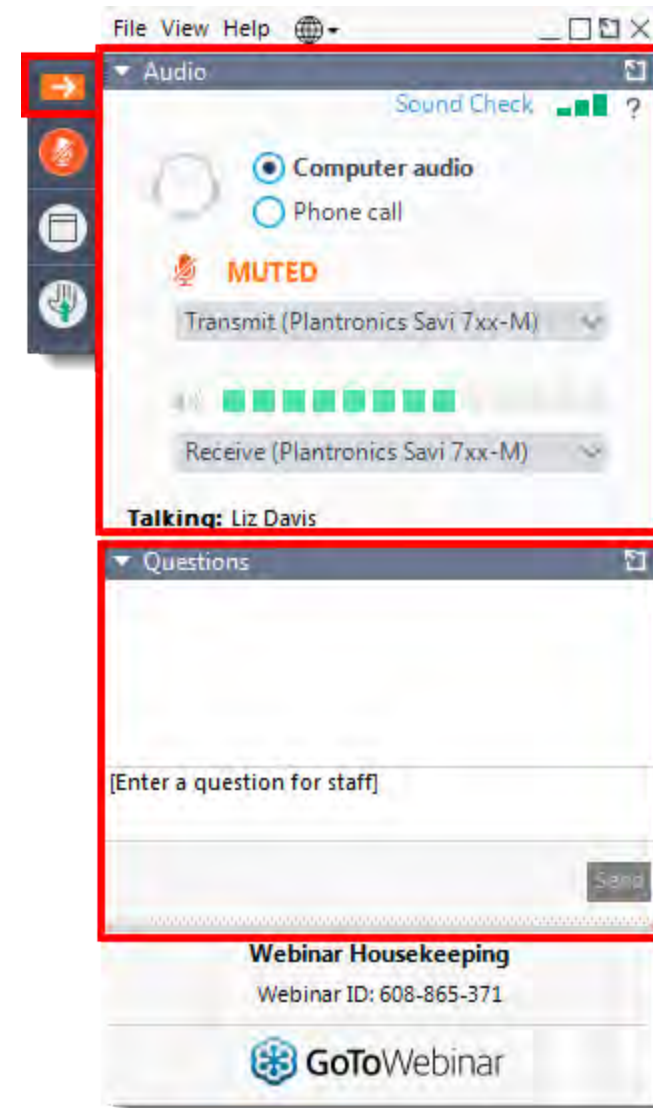 File View Help
Audio
Sound Check ?
Computer audio
Phone call
MUTED
Transmit (Plantronics Savi 7xx-M)
Receive (Plantronics Savi 7xx-M)
Talking: Liz Davis
Questions
[Enter a question for staff]
Send
Webinar Housekeeping
Webinar ID: 608-865-371
GoToWebinar